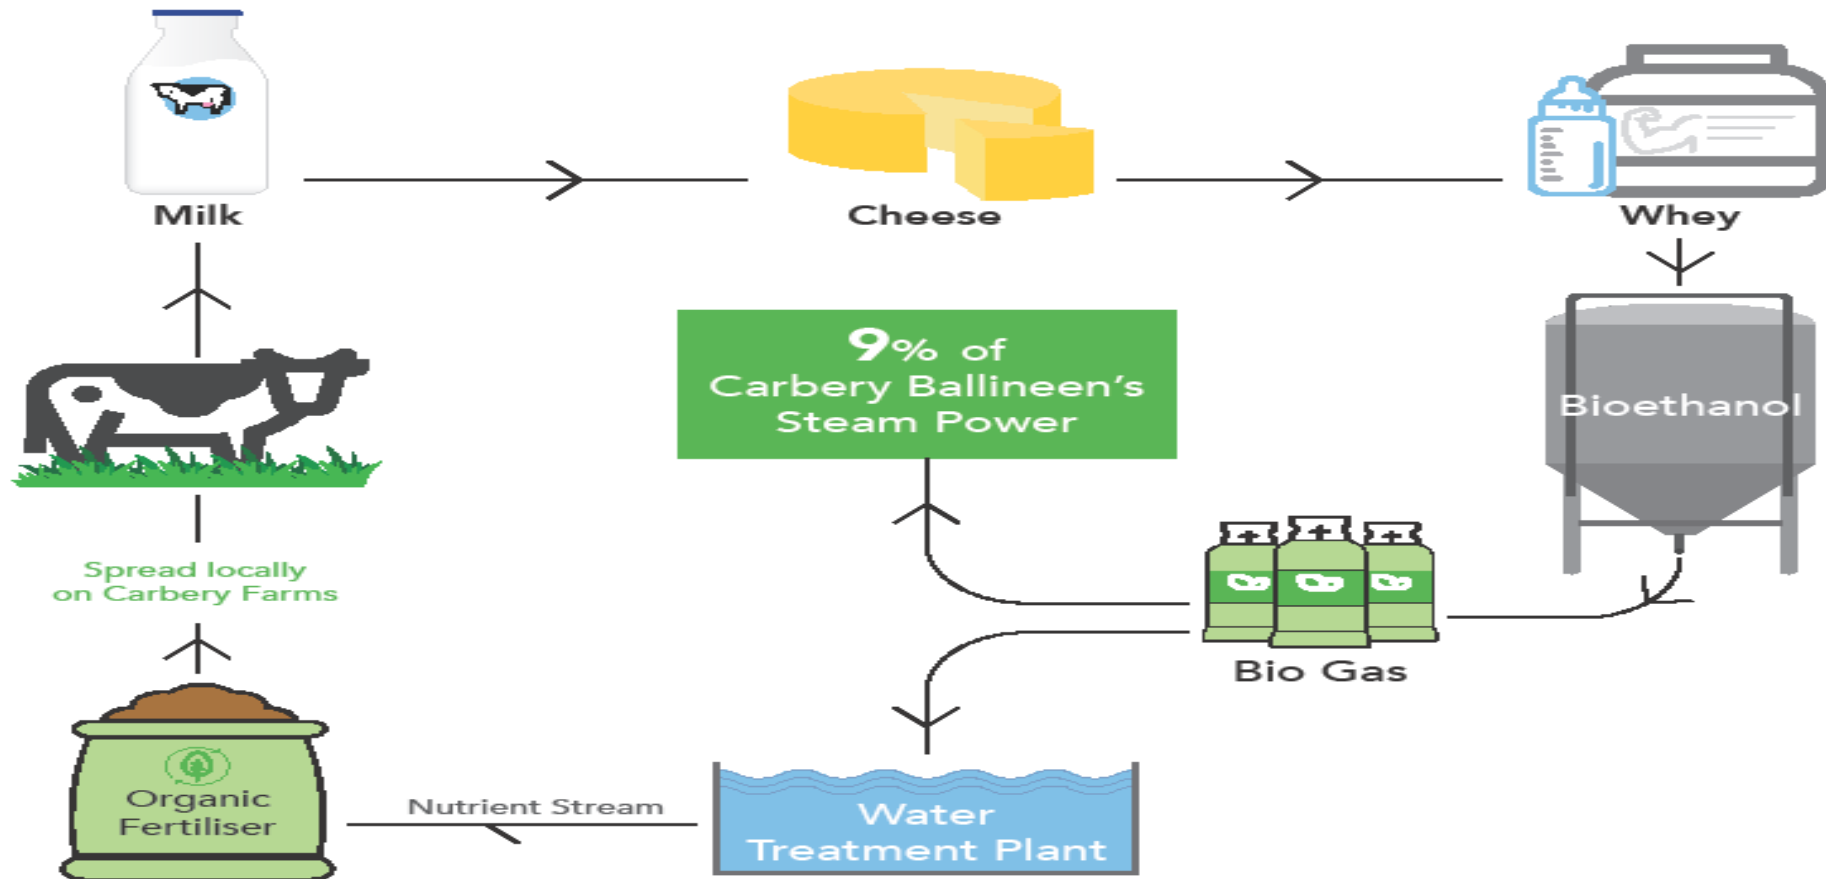 Milk
Cheese
Whey
9% of
Carbery Ballineen's
Steam Power
Bioethanol
Spread locally
on Carbery Farms
Bio Gas
Organic
Fertiliser
Nutrient Stream
Water
Treatment Plant